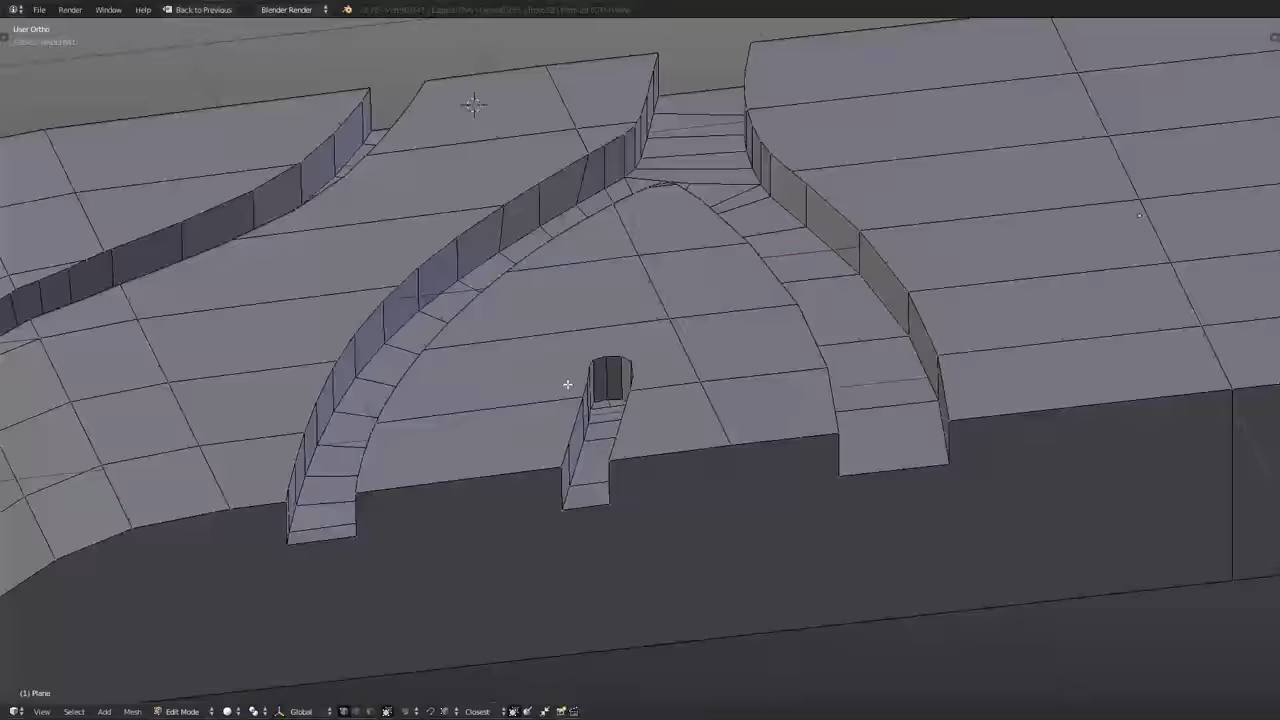 File Render Window Help Back to Previous Blender Render
User Ortho
(1) Plane
View Select Add Mesh Edit Mode Global Closest